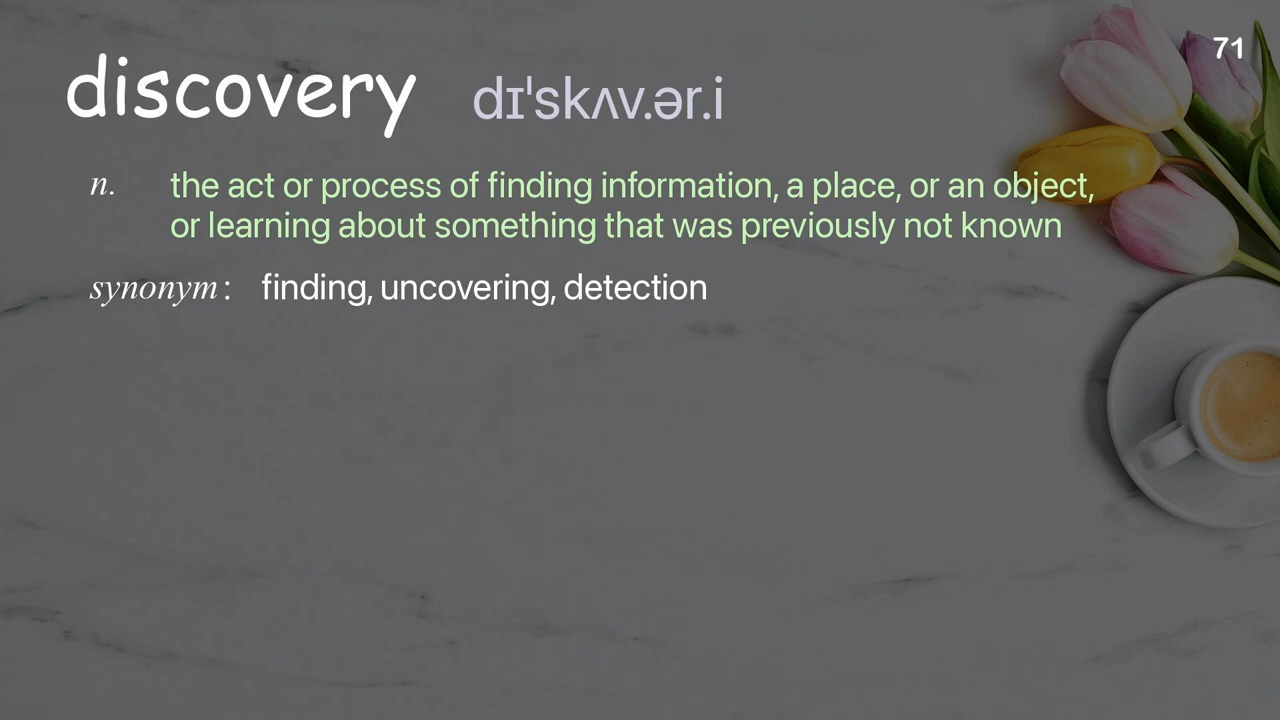 71
discovery dɪˈskʌv.ər.i
n. the act or process of finding information, a place, or an object,
or learning about something that was previously not known
synonym: finding, uncovering, detection